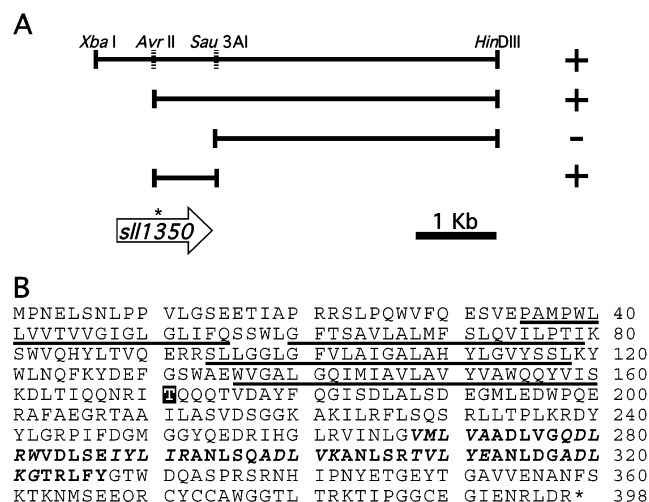 A
Xba I Avr II Sau 3AI HinDIII
+
+
-
+
*
sll1350
1 Kb
B
MPNELSNLPP VLGSEETIAP RRSLPQWVFQ ESVEPAMPWL 40
LVVTVVGIGL GLIFQSSWLG FTSAVLALMF SLQVILPTIK 80
SWVQHYLTVQ ERRSLLGGLG FVLAIGALAH YLGVYSSLKY 120
WLNQFKYDEF GSWAEWVGAL GQIMIAVLAV YVAWQQYVIS 160
KDLTIQQNRI TQQQTVDAYF QGISDLALSD EGMLEDWPQE 200
RAFAEGRTAA ILASVDSGGK AKILRFLSQS RLLTPLKRDY 240
YLGRPIFDGM GGYQEDRIHG LRVINLGVML VAADLVGQDL 280
RWVDLSEIYL IRANLSQADL VKANLSRTVL YEANLDGADL 320
KGTRLFYGTW DQASPRSRNH IPNYETGEYT GAVVENANFS 360
KTKNMSEEQR CYCCAWGGTL TRKTIPGGCE GIENRLDR* 398